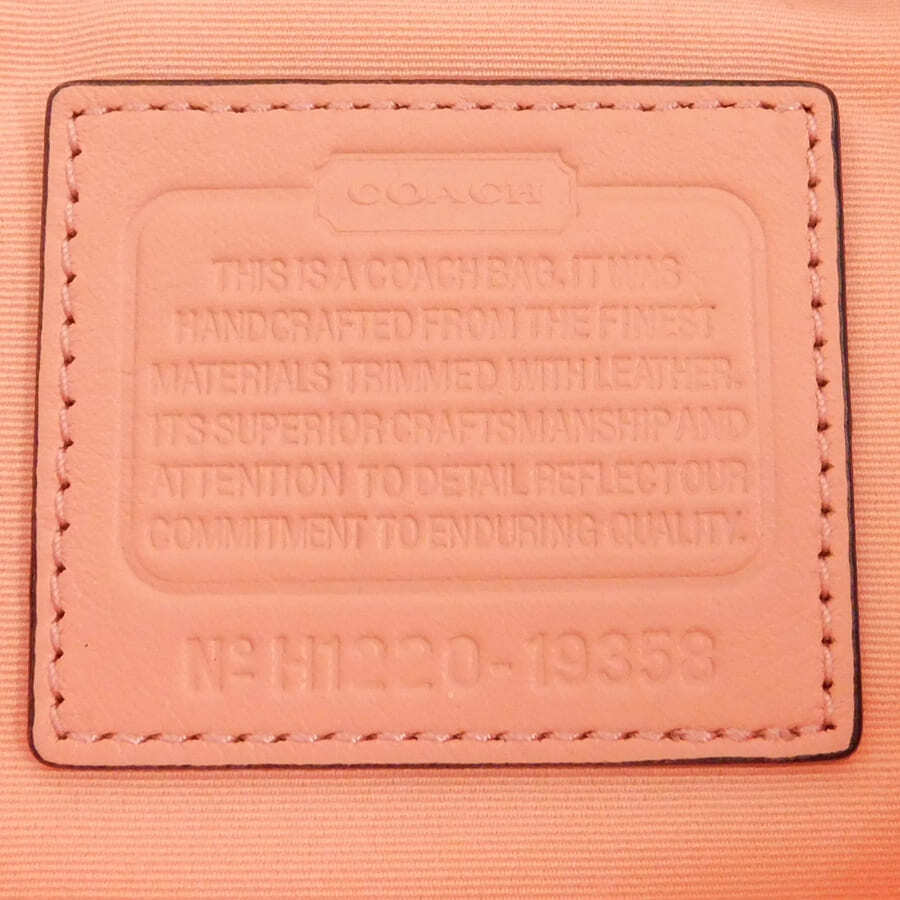 COACH
THIS IS A COACH BAG. IT WAS
HANDCRAFTED FROM THE FINEST
MATERIALS TRIMMED WITH LEATHER.
ITS SUPERIOR CRAFTSMANSHIP AND
ATTENTION TO DETAIL REFLECT OUR
COMMITMENT TO ENDURING QUALITY.
Nº H1220-19358